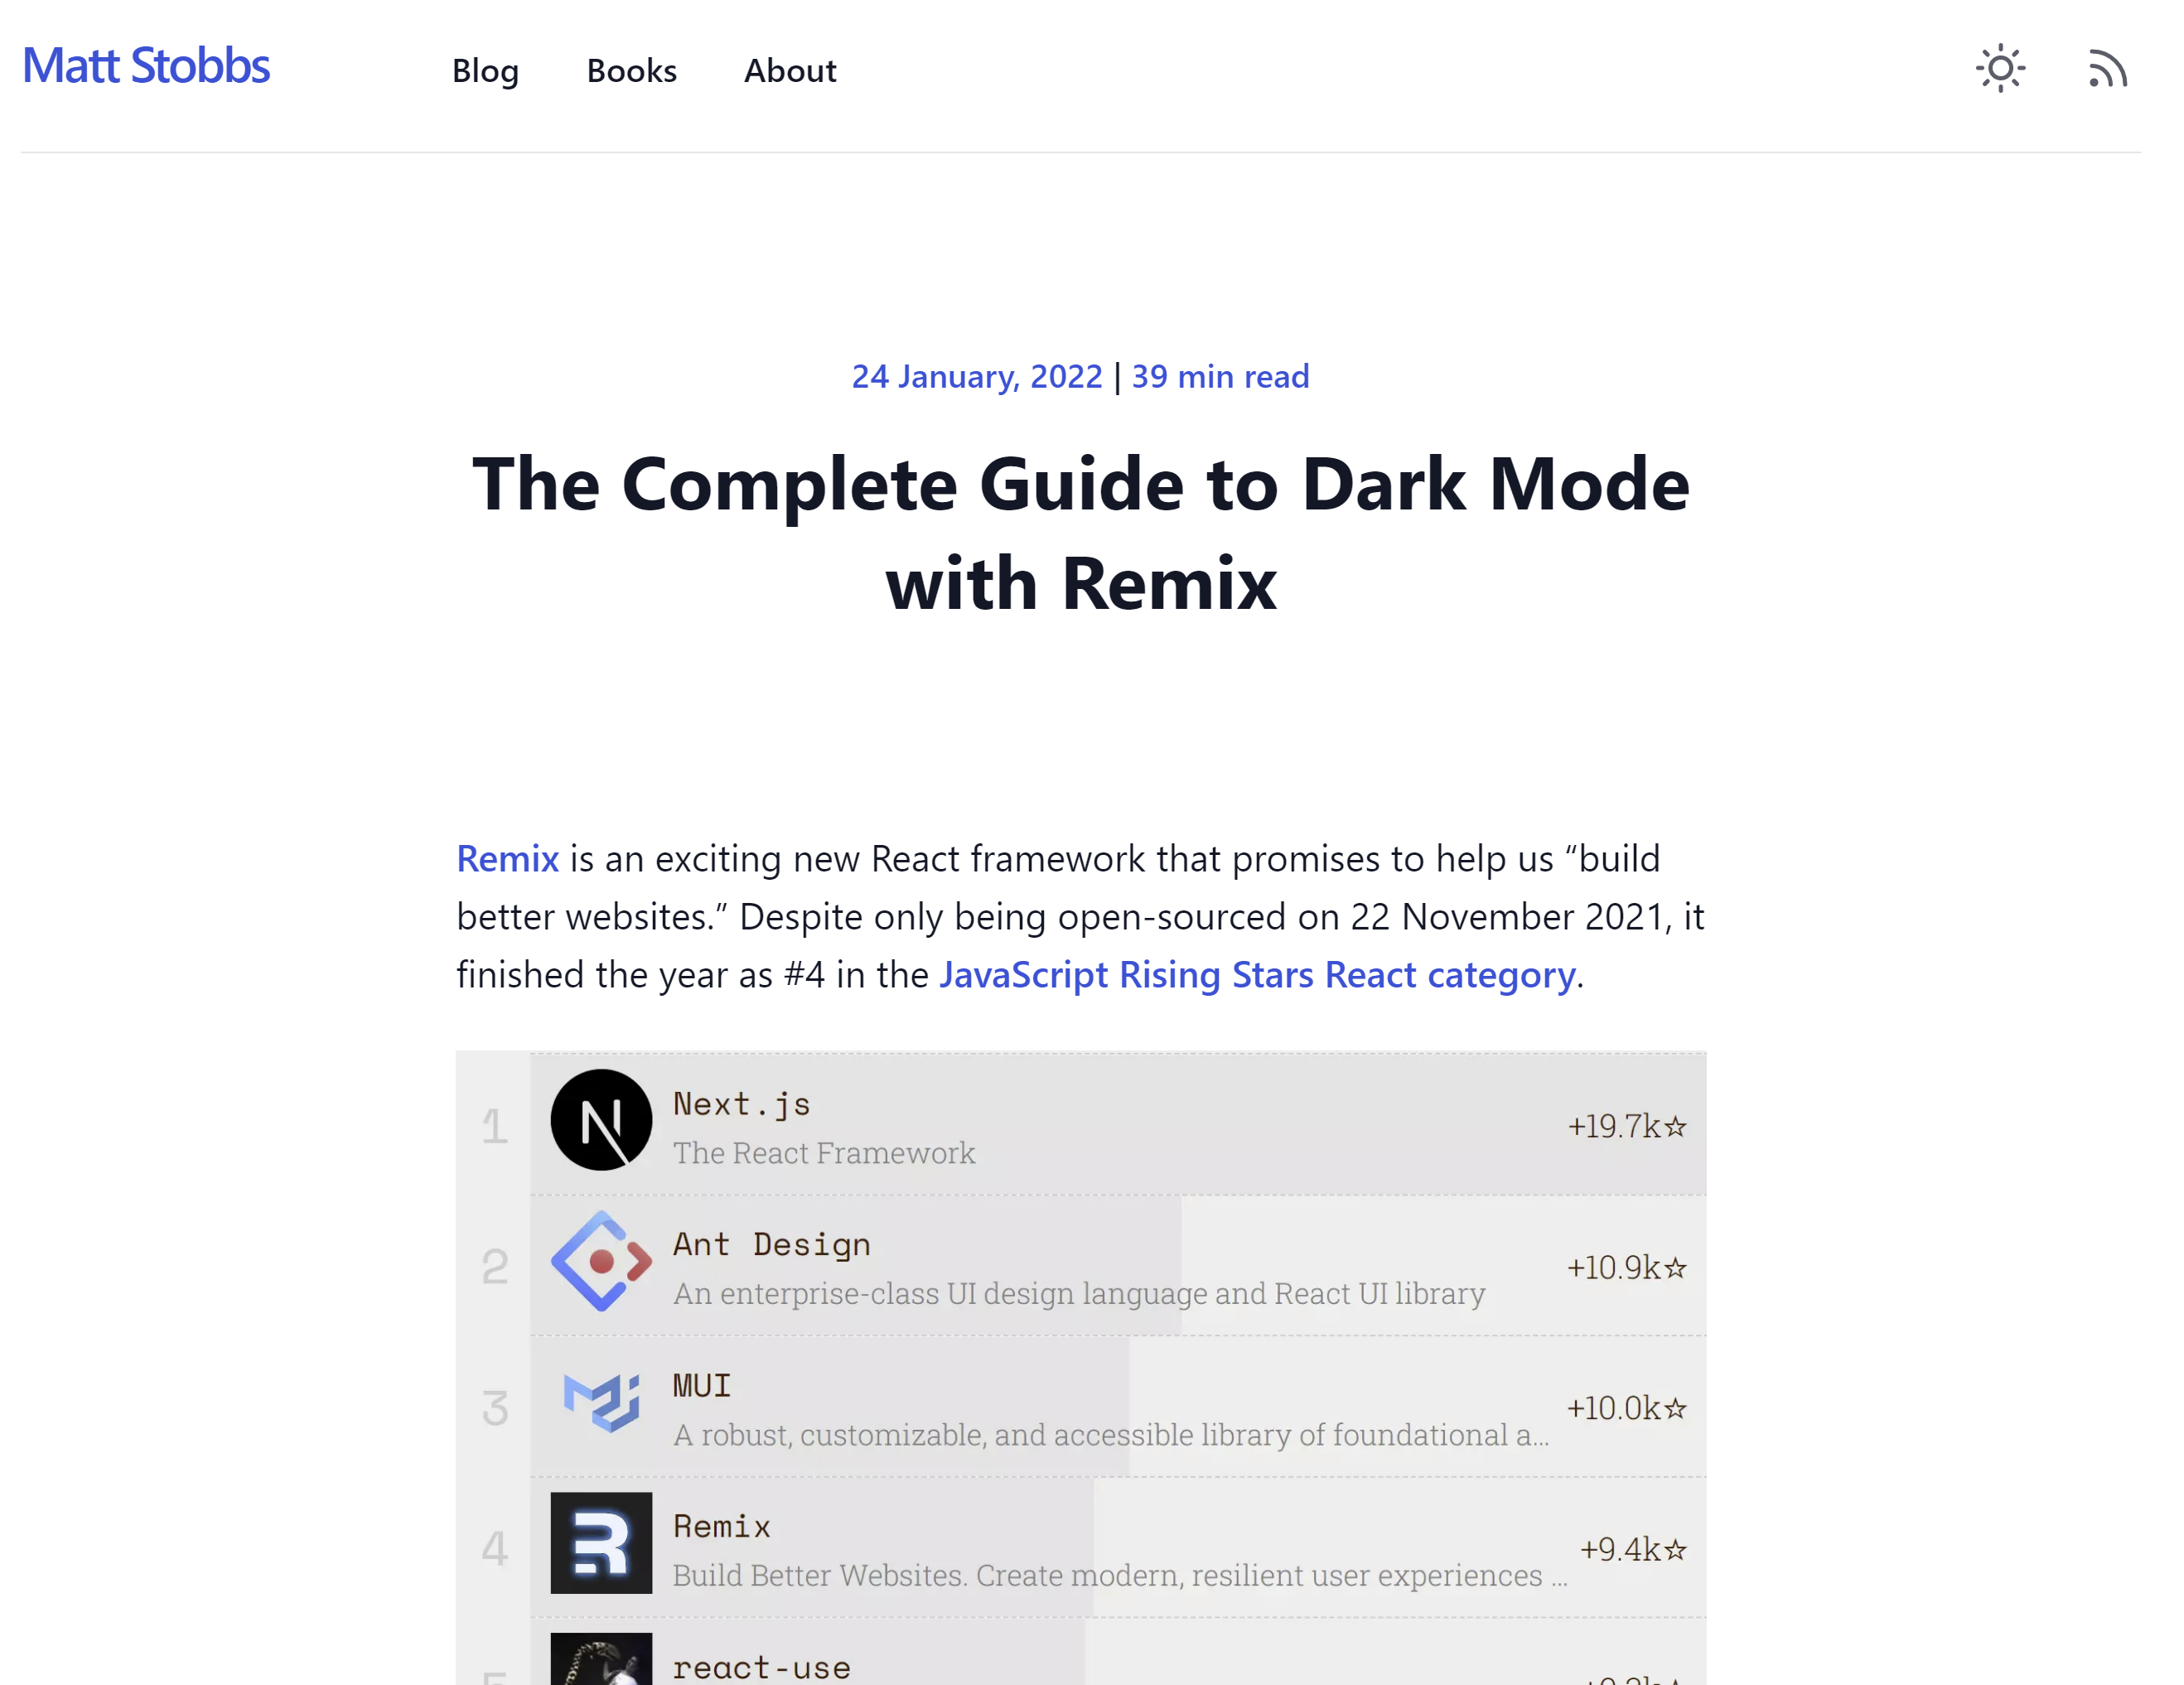 Matt Stobbs
Blog
Books
About
24 January, 2022 | 39 min read
The Complete Guide to Dark Mode
with Remix
Remix is an exciting new React framework that promises to help us “build
better websites.” Despite only being open-sourced on 22 November 2021, it
finished the year as #4 in the JavaScript Rising Stars React category.
1
Next.js
The React Framework
+19.7k☆
2
Ant Design
An enterprise-class UI design language and React UI library
+10.9k☆
3
MUI
A robust, customizable, and accessible library of foundational a...
+10.0k☆
4
Remix
Build Better Websites. Create modern, resilient user experiences ...
+9.4k☆
react-use